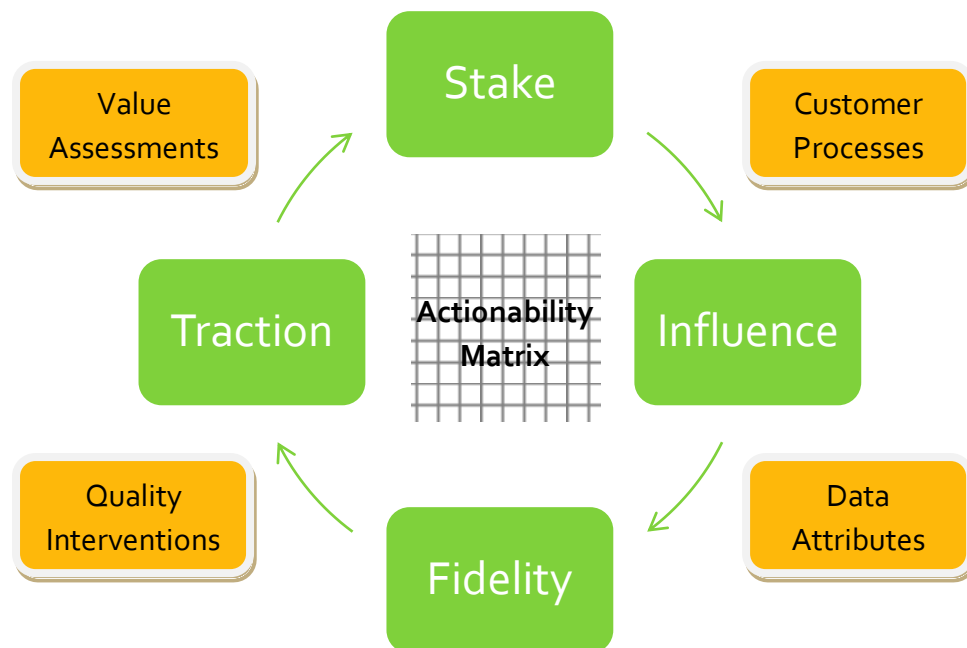 Stake
Value
Assessments
Customer
Processes
Traction
Actionability
Matrix
Influence
Quality
Interventions
Data
Attributes
Fidelity